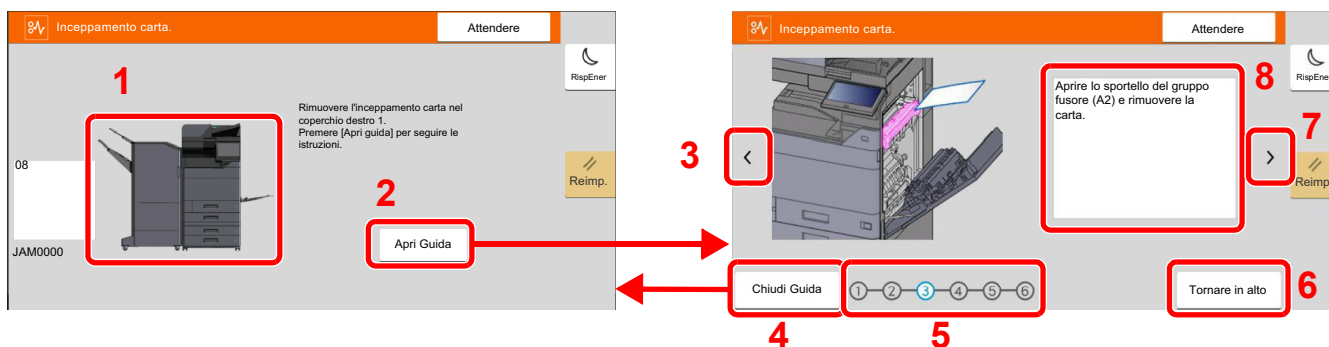 Inceppamento carta.
Attendere
RispEner
1
Rimuovere l'inceppamento carta nel
coperchio destro 1.
Premere [Apri guida] per seguire le
istruzioni.
08
Reimp.
2
Apri Guida
JAM0000
Inceppamento carta.
Attendere
RispEner
8
Aprire lo sportello del gruppo
fusore (A2) e rimuovere la
carta.
7
3
<
>
Reimp.
Chiudi Guida
1 2 3 4 5 6
Tornare in alto
6
4
5